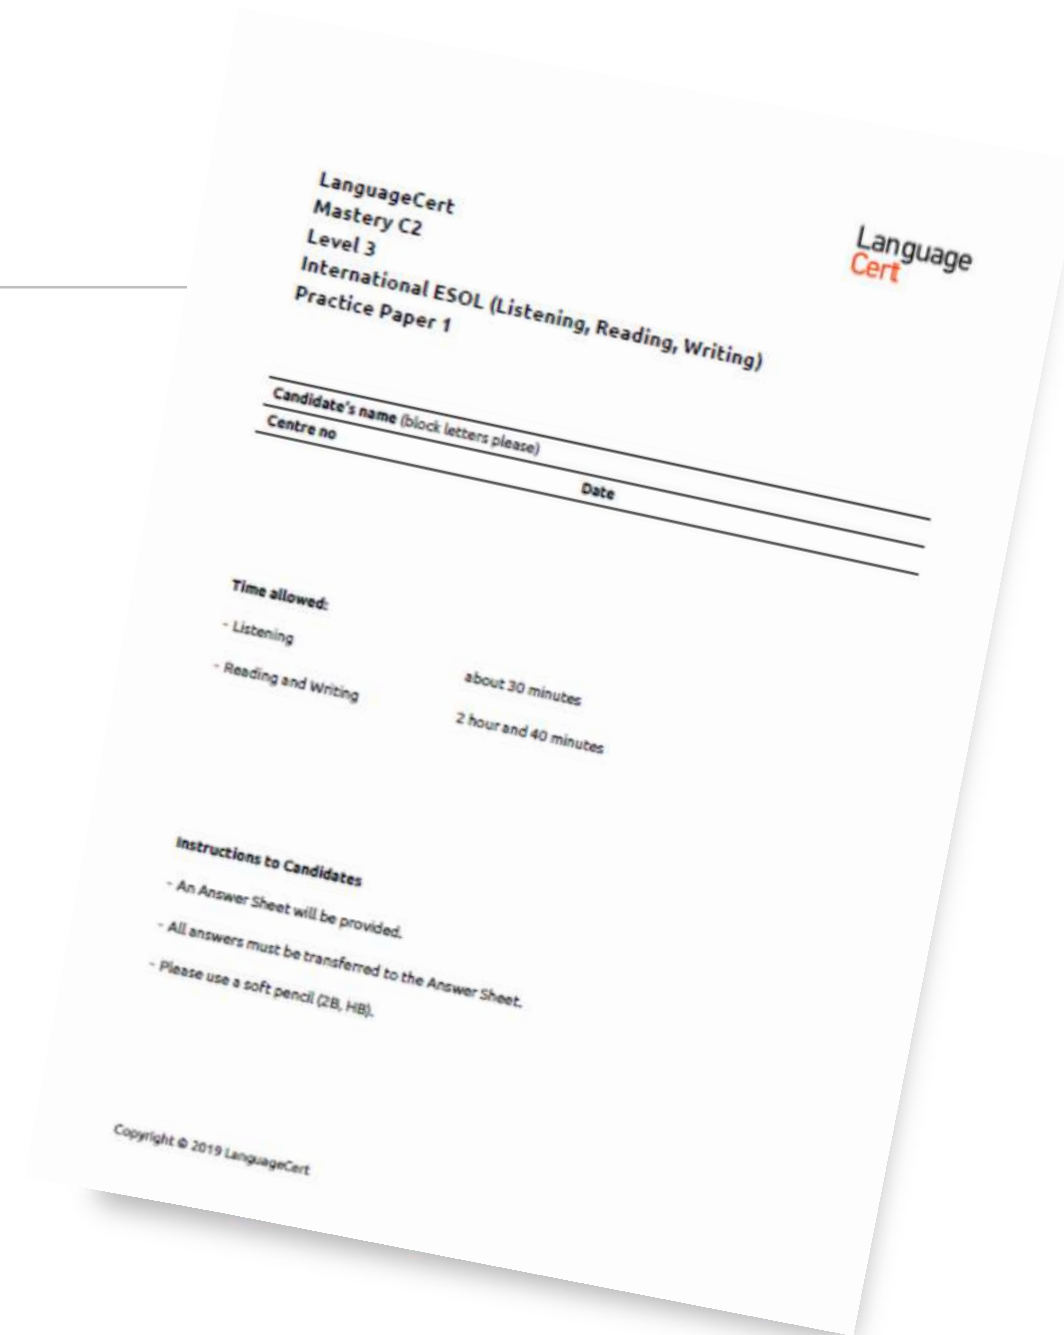 LanguageCert
Mastery C2
Level 3
International ESOL (Listening, Reading, Writing)
Practice Paper 1
Language
Cert
Candidate's name (block letters please)
Centre no Date
Time allowed:
- Listening about 30 minutes
- Reading and Writing 2 hour and 40 minutes
Instructions to Candidates
- An Answer Sheet will be provided.
- All answers must be transferred to the Answer Sheet.
- Please use a soft pencil (2B, HB).
Copyright © 2019 LanguageCert